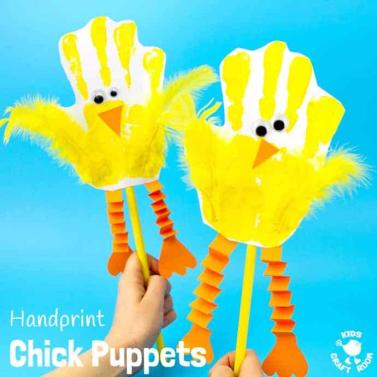 Handprint
Chick Puppets
KIDS
CRAFT ROOM